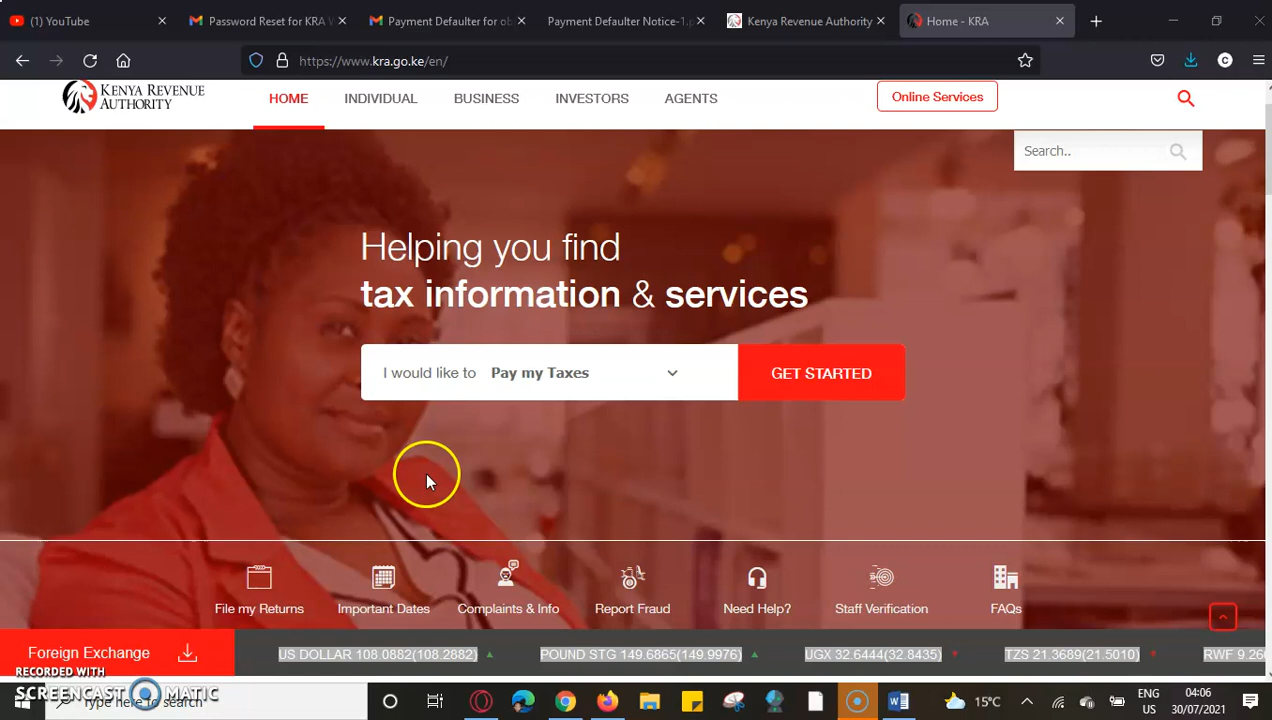 (1) YouTube
Password Reset for KRA W
Payment Defaulter for ob
Payment Defaulter Notice-1.p
Kenya Revenue Authority
Home - KRA
https://www.kra.go.ke/en/
KENYA REVENUE
AUTHORITY
HOME
INDIVIDUAL
BUSINESS
INVESTORS
AGENTS
Online Services
Search..
Helping you find
tax information & services
I would like to Pay my Taxes
GET STARTED
File my Returns
Important Dates
Complaints & Info
Report Fraud
Need Help?
Staff Verification
FAQs
Foreign Exchange
US DOLLAR 108.0882(108.2882)
POUND STG 149.6865(149.9976)
UGX 32.6444(32.8435)
TZS 21.3689(21.5010)
RWF 9.26
RECORDED WITH
SCREENCAST MATIC
Type here to search
15°C
ENG
US
04:06
30/07/2021